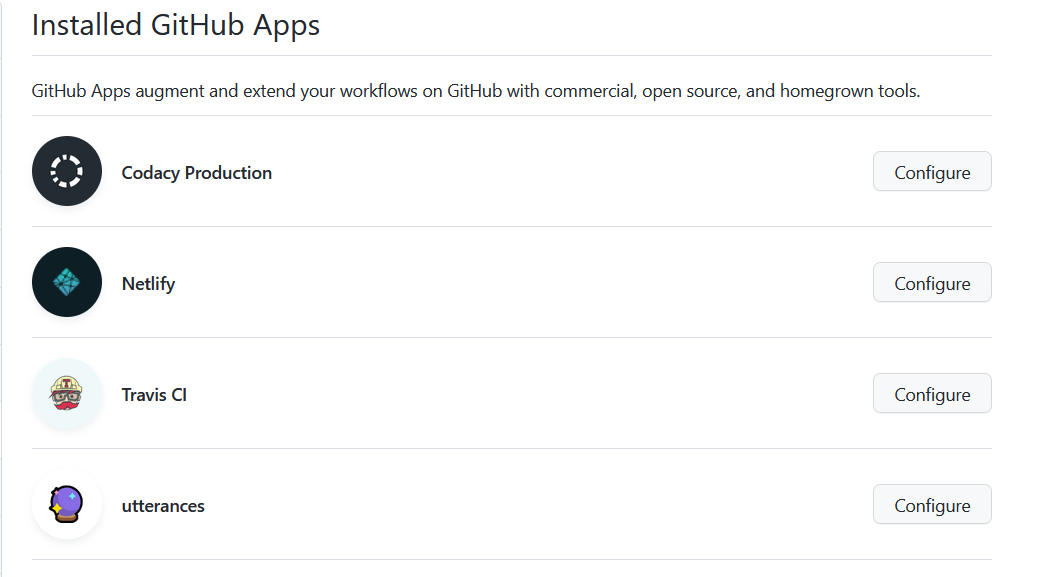 Installed GitHub Apps
GitHub Apps augment and extend your workflows on GitHub with commercial, open source, and homegrown tools.
Codacy Production
Configure
Netlify
Configure
T
Travis CI
Configure
utterances
Configure